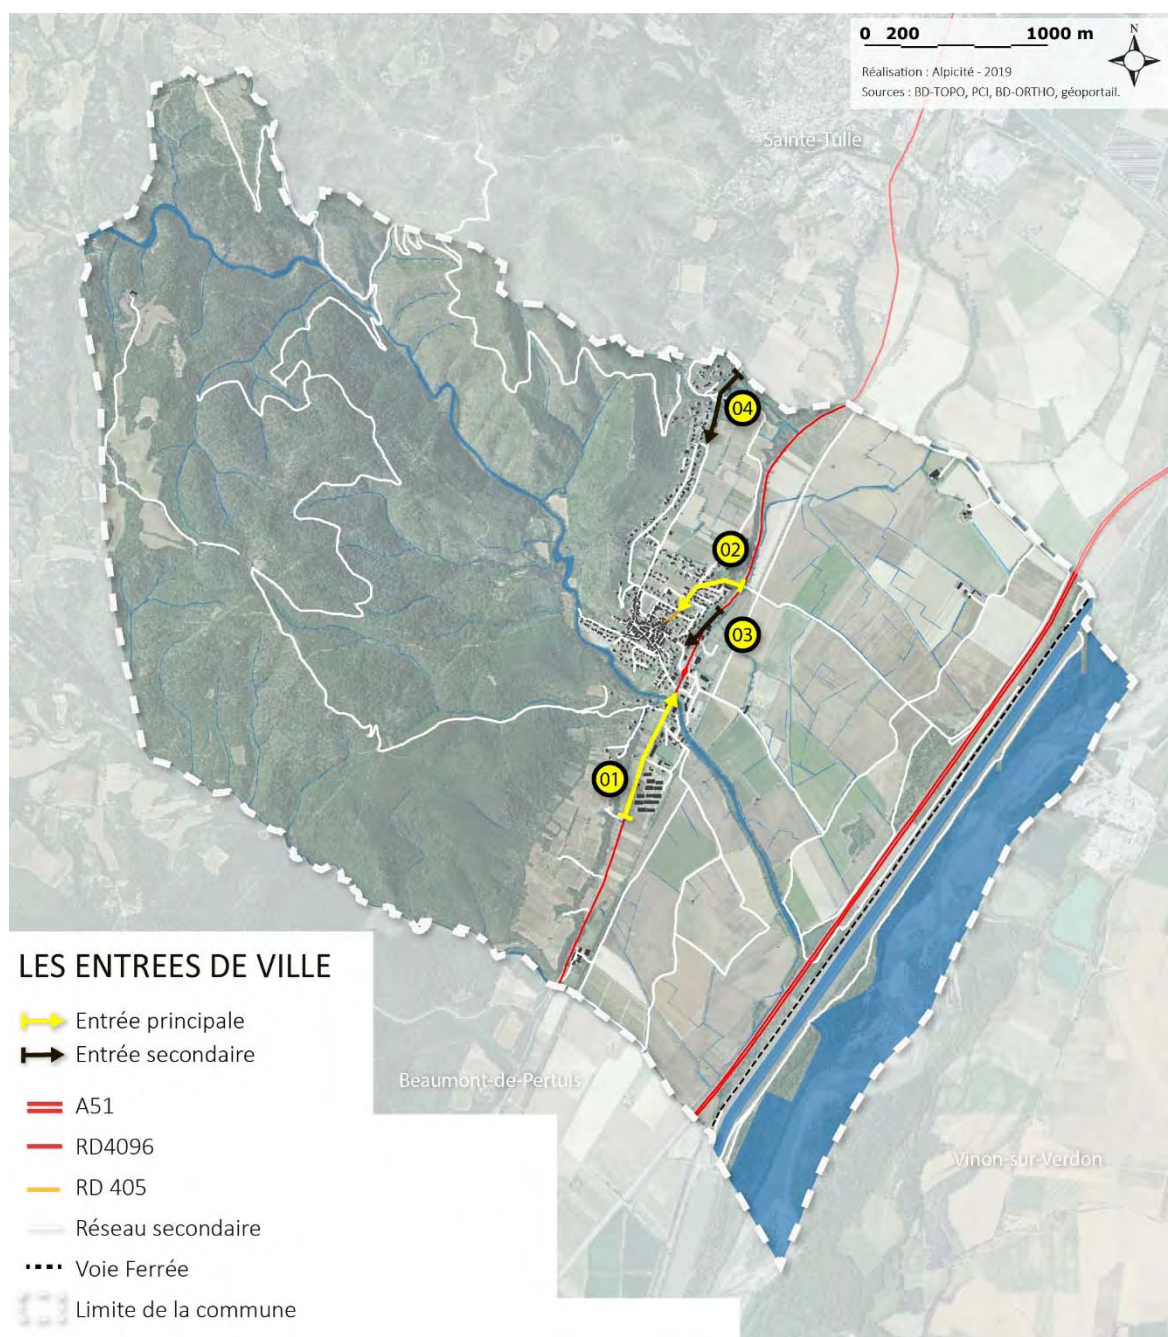 0 200 1000 m
N
Réalisation : Alpicité - 2019
Sources : BD-TOPO, PCI, BD-ORTHO, géoportail.
Sainte-Tulle
04
02
03
01
LES ENTREES DE VILLE
Entrée principale
Entrée secondaire
Beaumont-de-Pertuis
A51
RD4096
Vinon-sur-Verdon
RD 405
Réseau secondaire
Voie Ferrée
Limite de la commune